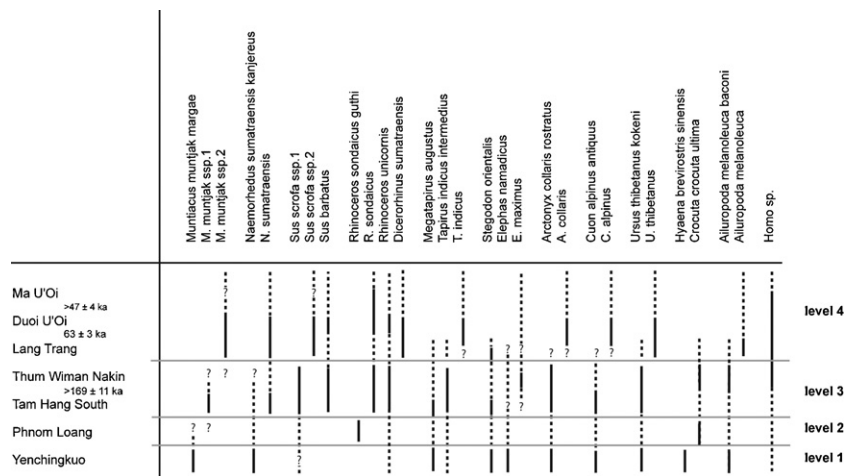 Muntiacus muntjak margae
M. muntjak ssp.1
M. muntjak ssp.2
Naemorhedus sumatraensis kanjereus
N. sumatraensis
Sus scrofa ssp.1
Sus scrofa ssp.2
Sus barbatus
Rhinoceros sondaicus guthi
R. sondaicus
Rhinoceros unicornis
Dicerorhinus sumatraensis
Megatapirus augustus
Tapirus indicus intermedius
T. indicus
Stegodon orientalis
Elephas namadicus
E. maximus
Arctonyx collaris rostratus
A. collaris
Cuon alpinus antiquus
C. alpinus
Ursus thibetanus kokeni
U. thibetanus
Hyaena brevirostris sinensis
Crocuta crocuta ultima
Ailuropoda melanoleuca baconi
Ailuropoda melanoleuca
Homo sp.
Ma U'Oi ? ?
>47 ± 4 ka
level 4
Duoi U'Oi
63 ± 3 ka
Lang Trang ? ? ? ? ? ? ?
Thum Wiman Nakin ? ? ? ? ?
>169 ± 11 ka
level 3
Tam Hang South ? ?
Phnom Loang ? ? level 2
Yenchingkuo ? level 1